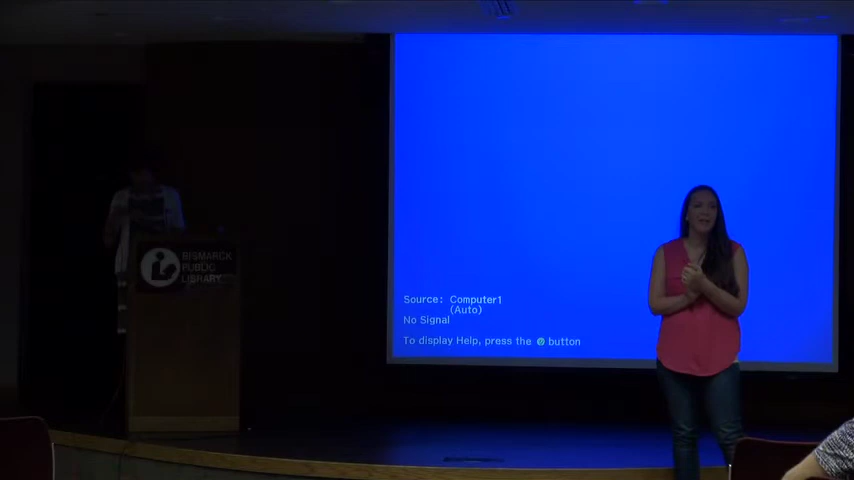 BISMARCK
PUBLIC
LIBRARY
Source: Computer1
(Auto)
No Signal
To display Help, press the ? button